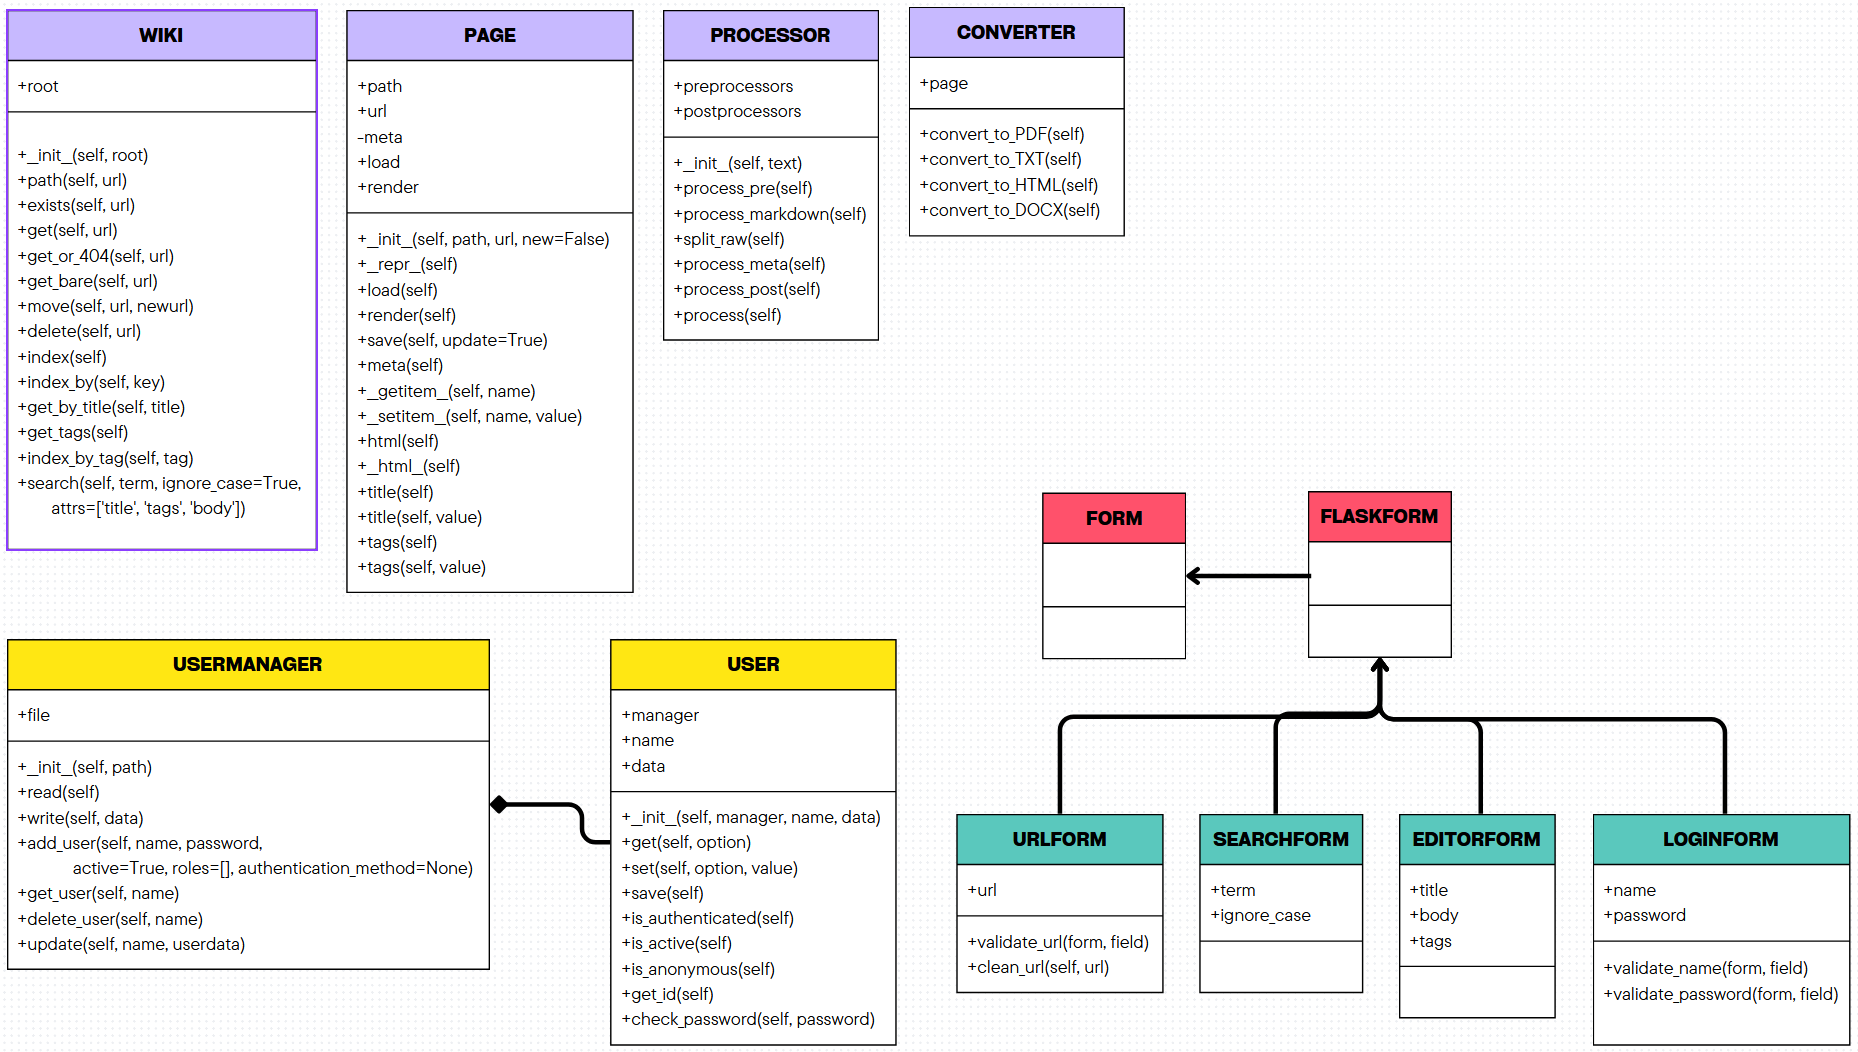 WIKI
+root
+_init_(self, root)
+path(self, url)
+exists(self, url)
+get(self, url)
+get_or_404(self, url)
+get_bare(self, url)
+move(self, url, newurl)
+delete(self, url)
+index(self)
+index_by(self, key)
+get_by_title(self, title)
+get_tags(self)
+index_by_tag(self, tag)
+search(self, term, ignore_case=True,
attrs=['title', 'tags', 'body'])
PAGE
+path
+url
-meta
+load
+render
+_init_(self, path, url, new=False)
+_repr_(self)
+load(self)
+render(self)
+save(self, update=True)
+meta(self)
+_getitem_(self, name)
+_setitem_(self, name, value)
+html(self)
+_html_(self)
+title(self)
+title(self, value)
+tags(self)
+tags(self, value)
PROCESSOR
+preprocessors
+postprocessors
+_init_(self, text)
+process_pre(self)
+process_markdown(self)
+split_raw(self)
+process_meta(self)
+process_post(self)
+process(self)
CONVERTER
+page
+convert_to_PDF(self)
+convert_to_TXT(self)
+convert_to_HTML(self)
+convert_to_DOCX(self)
FORM
FLASKFORM
USERMANAGER
+file
+_init_(self, path)
+read(self)
+write(self, data)
+add_user(self, name, password,
active=True, roles=[], authentication_method=None)
+get_user(self, name)
+delete_user(self, name)
+update(self, name, userdata)
USER
+manager
+name
+data
+_init_(self, manager, name, data)
+get(self, option)
+set(self, option, value)
+save(self)
+is_authenticated(self)
+is_active(self)
+is_anonymous(self)
+get_id(self)
+check_password(self, password)
URLFORM
+url
+validate_url(form, field)
+clean_url(self, url)
SEARCHFORM
+term
+ignore_case
EDITORFORM
+title
+body
+tags
LOGINFORM
+name
+password
+validate_name(form, field)
+validate_password(form, field)